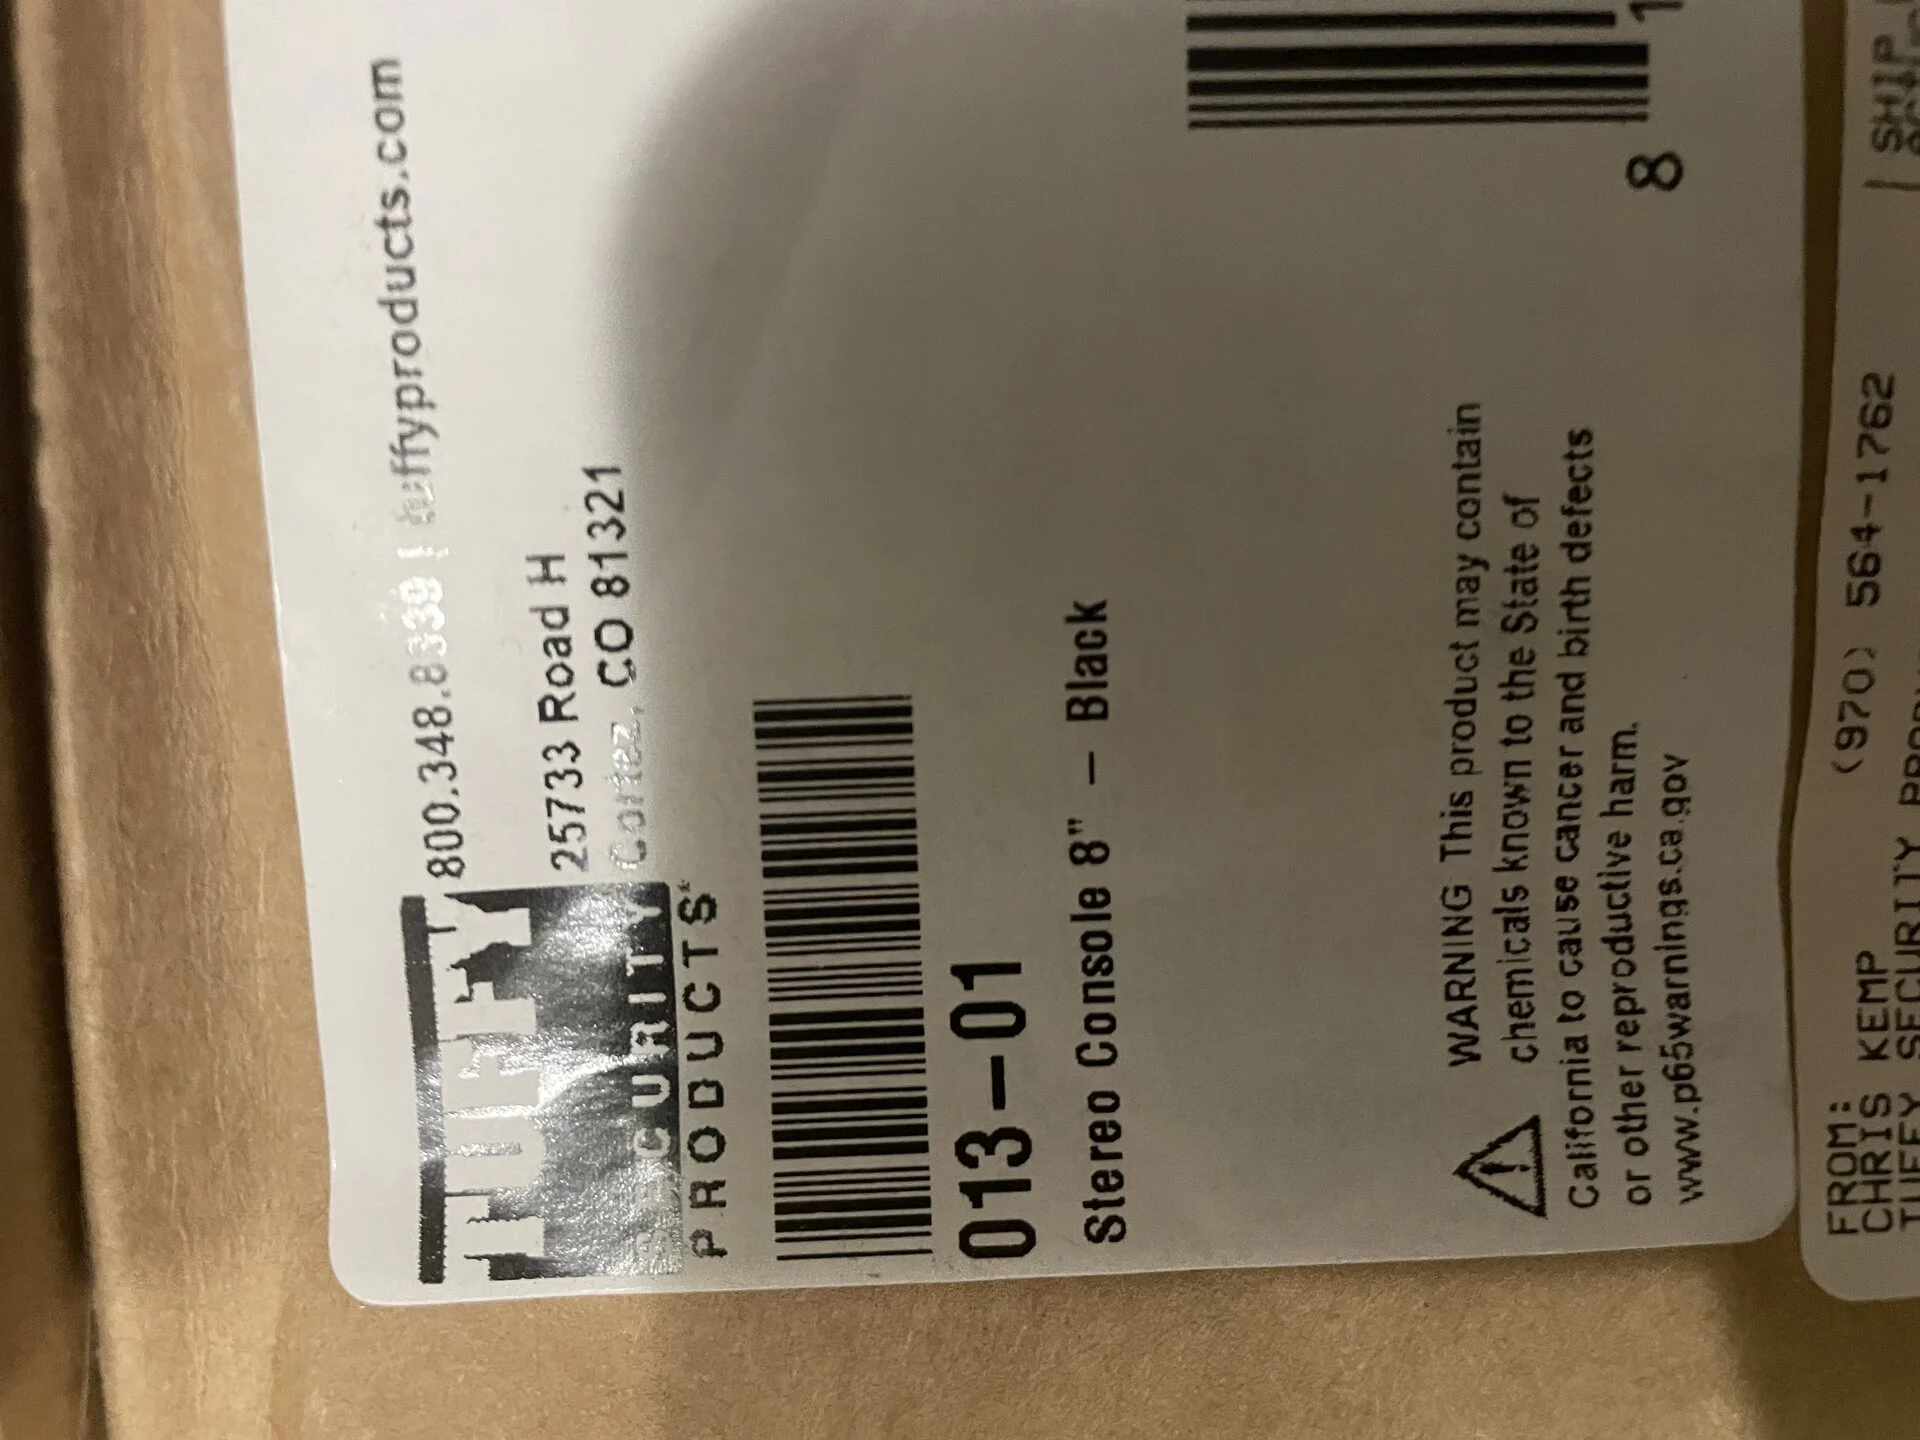 TUFFY
SECURITY
PRODUCTS
800.348.8339 | tuffyproducts.com
25733 Road H
Cortez, CO 81321
013-01
Stereo Console 8" - Black
WARNING: This product may contain
chemicals known to the State of
California to cause cancer and birth defects
or other reproductive harm.
www.p65warnings.ca.gov
8 1
FROM:
CHRIS KEMP (970) 564-1762
TUFFY SECURITY
SHIP